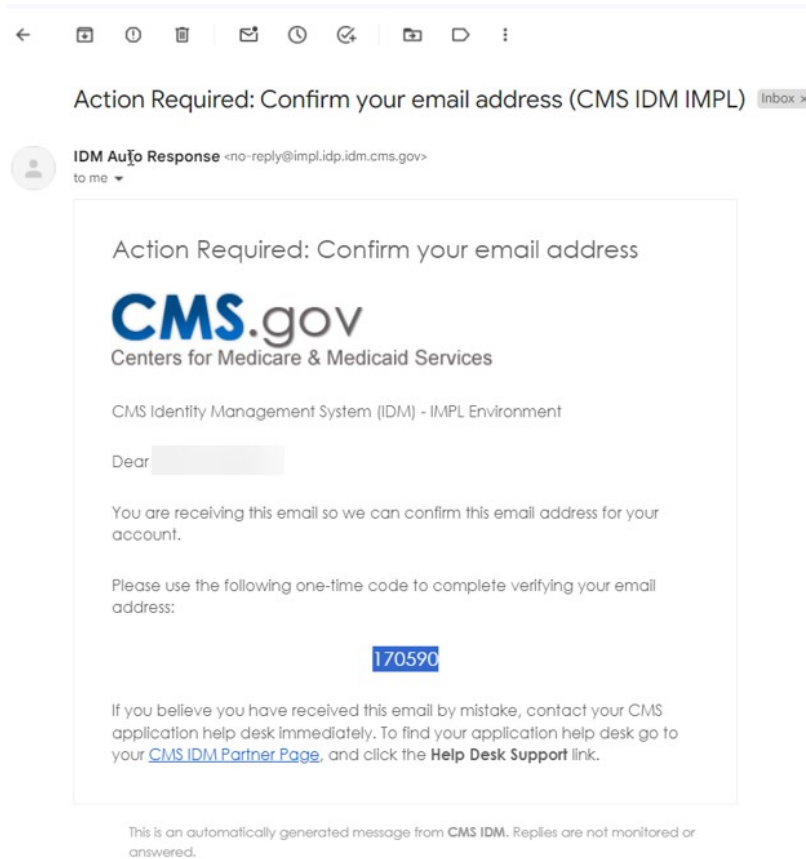 Action Required: Confirm your email address (CMS IDM IMPL) Inbox ×
IDM Auto Response <no-reply@impl.idp.idm.cms.gov>
to me
Action Required: Confirm your email address
CMS.gov
Centers for Medicare & Medicaid Services
CMS Identity Management System (IDM) - IMPL Environment
Dear
You are receiving this email so we can confirm this email address for your
account.
Please use the following one-time code to complete verifying your email
address:
170590
If you believe you have received this email by mistake, contact your CMS
application help desk immediately. To find your application help desk go to
your CMS IDM Partner Page, and click the Help Desk Support link.
This is an automatically generated message from CMS IDM. Replies are not monitored or
answered.